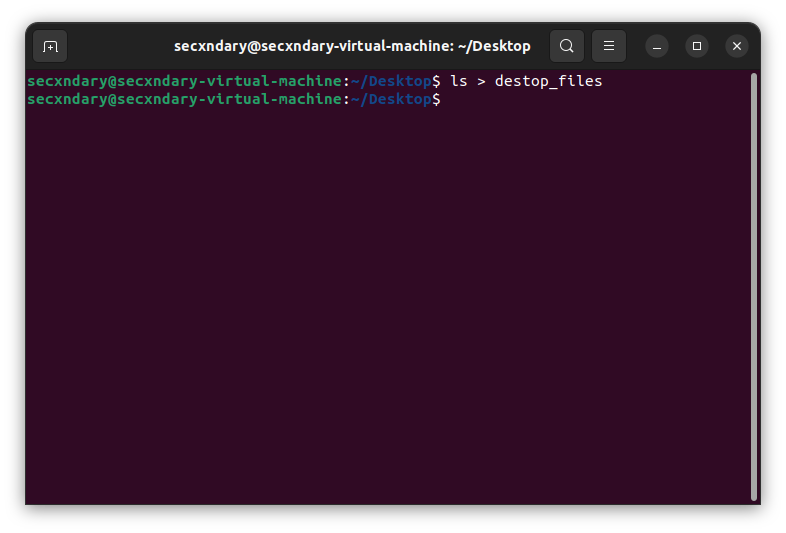 secxndary@secxndary-virtual-machine: ~/Desktop
secxndary@secxndary-virtual-machine:~/Desktop$ ls > destop_files
secxndary@secxndary-virtual-machine:~/Desktop$